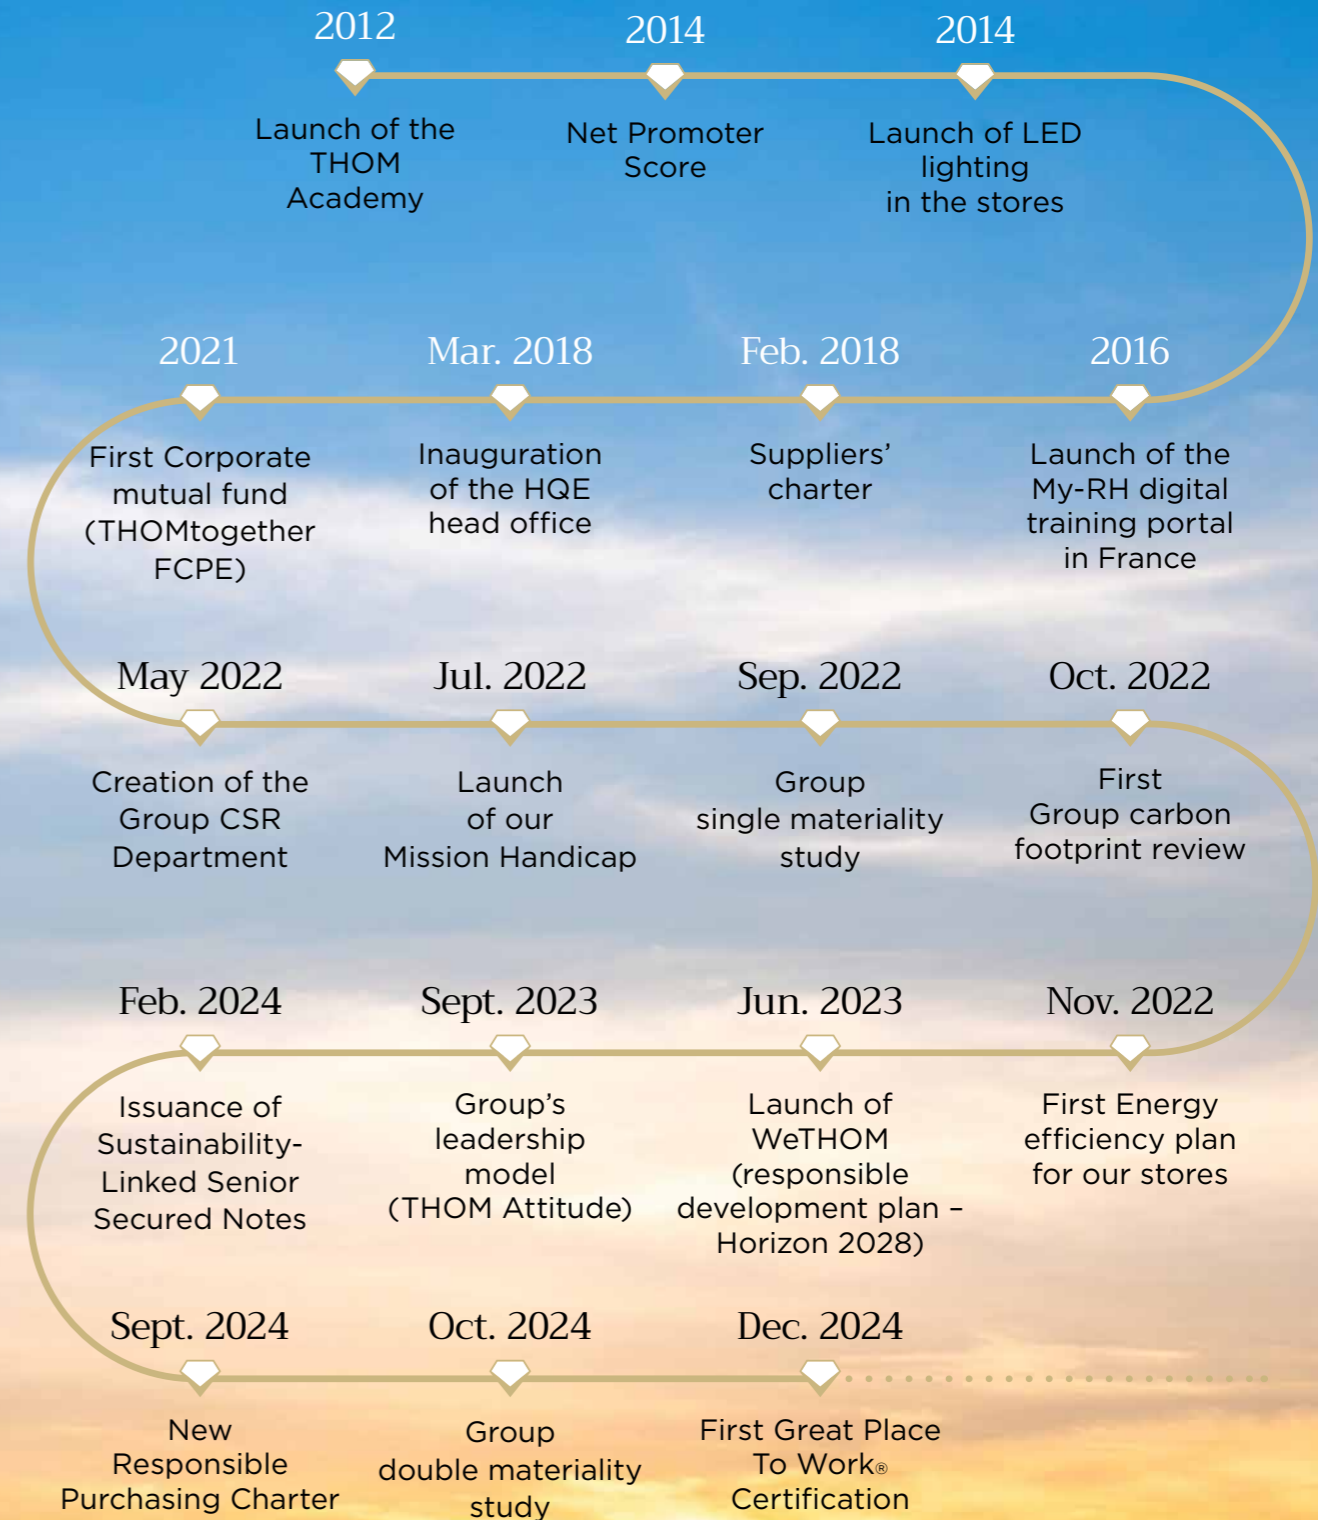 2012
Launch of the
THOM
Academy
2014
Net Promoter
Score
2014
Launch of LED
lighting
in the stores
2016
Launch of the
My-RH digital
training portal
in France
Feb. 2018
Suppliers'
charter
Mar. 2018
Inauguration
of the HQE
head office
2021
First Corporate
mutual fund
(THOMtogether
FCPE)
May 2022
Creation of the
Group CSR
Department
Jul. 2022
Launch
of our
Mission Handicap
Sep. 2022
Group
single materiality
study
Oct. 2022
First
Group carbon
footprint review
Nov. 2022
First Energy
efficiency plan
for our stores
Jun. 2023
Launch of
WeTHOM
(responsible
development plan –
Horizon 2028)
Sept. 2023
Group’s
leadership
model
(THOM Attitude)
Feb. 2024
Issuance of
Sustainability-
Linked Senior
Secured Notes
Sept. 2024
New
Responsible
Purchasing Charter
Oct. 2024
Group
double materiality
study
Dec. 2024
First Great Place
To Work®
Certification